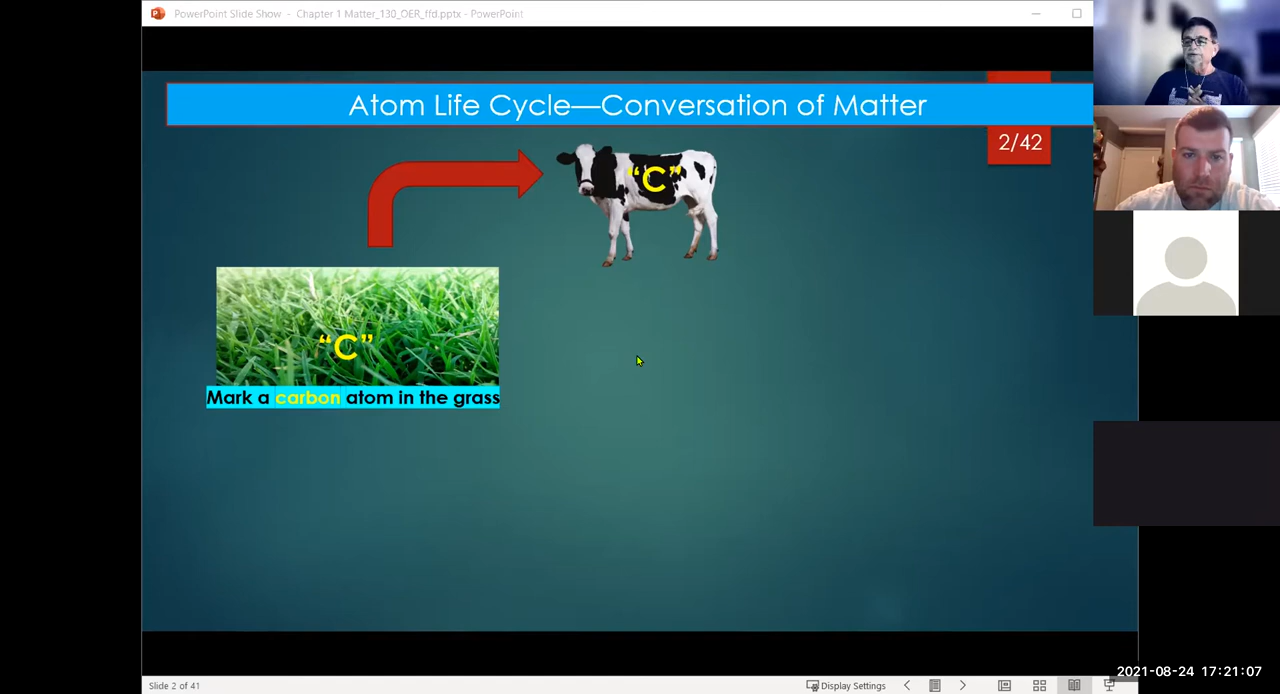 PowerPoint Slide Show - Chapter 1 Matter_130_OER_ffd.pptx - PowerPoint
Atom Life Cycle—Conversation of Matter
2/42
“C”
“C”
Mark a carbon atom in the grass
2021-08-24 17:21:07
Slide 2 of 41
Display Settings